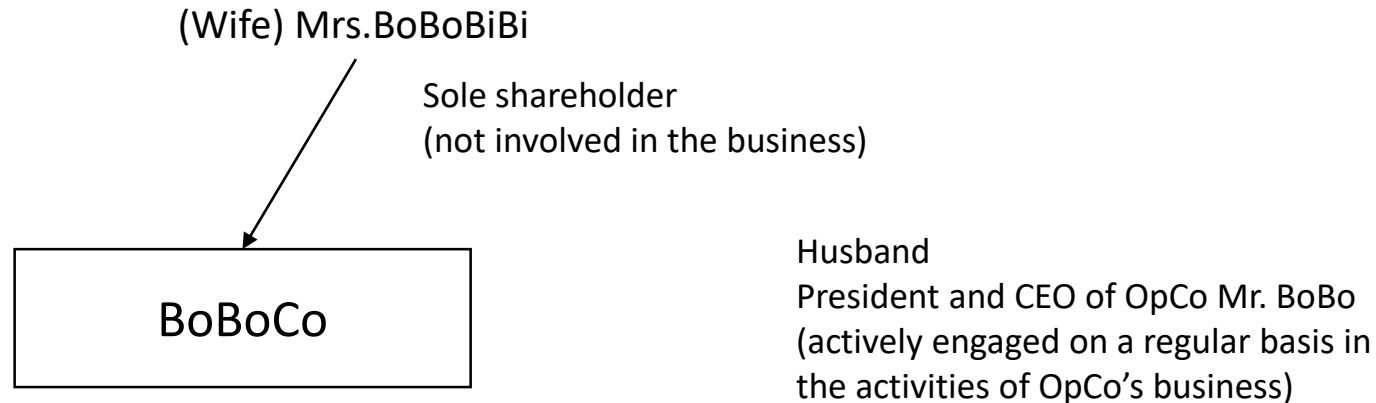 (Wife) Mrs.BoBoBiBi
Sole shareholder
(not involved in the business)
BoBoCo
Husband
President and CEO of OpCo Mr. BoBo
(actively engaged on a regular basis in
the activities of OpCo’s business)